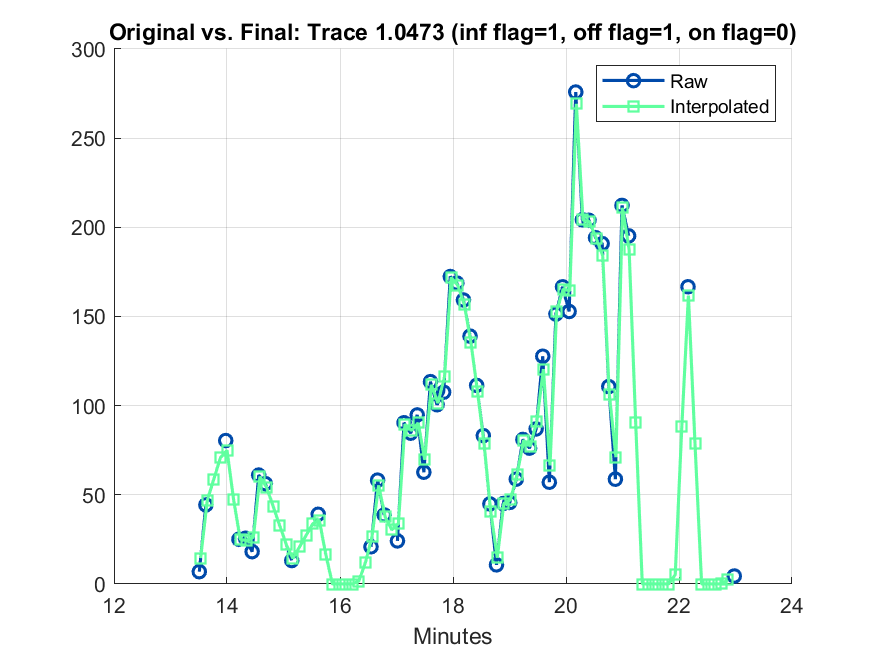 Original vs. Final: Trace 1.0473 (inf flag=1, off flag=1, on flag=0)
300
250
200
150
100
50
0
Raw
Interpolated
12 14 16 18 20 22 24
Minutes